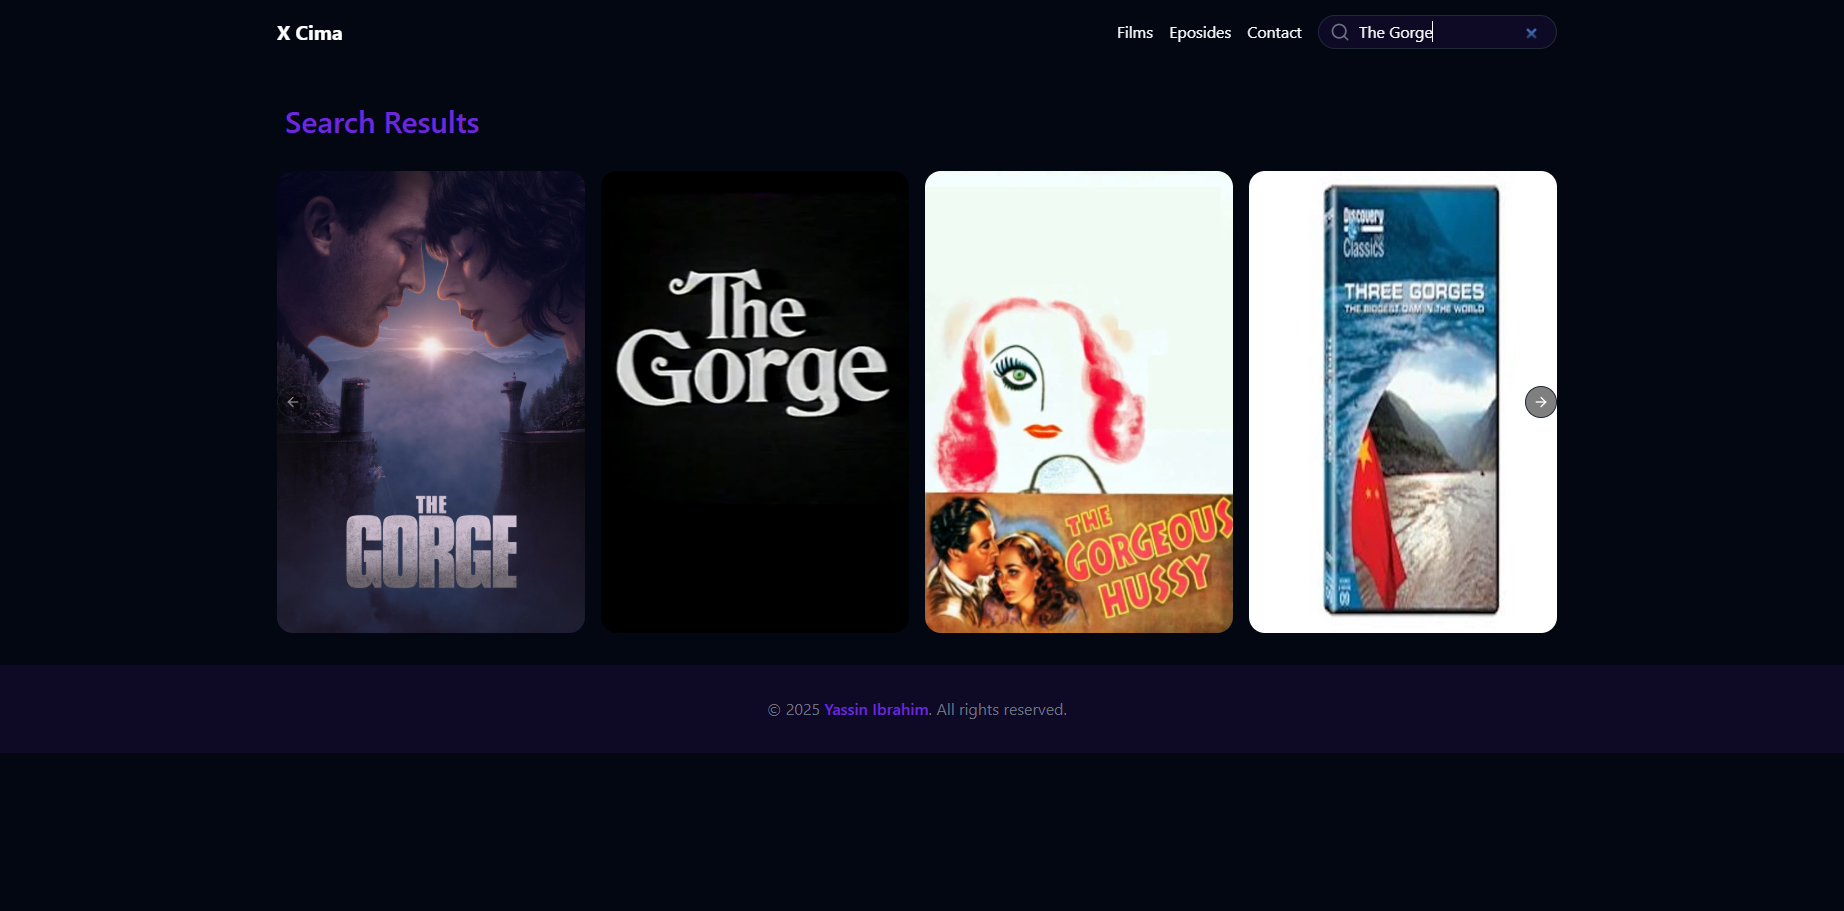 X Cima
Films Eposides Contact The Gorge
Search Results
THE
GORGE
The
Gorge
THE
GORGEOUS
HUSSY
Discovery
Classics
THREE GORGES
THE BIGGEST DAM IN THE WORLD
© 2025 Yassin Ibrahim. All rights reserved.